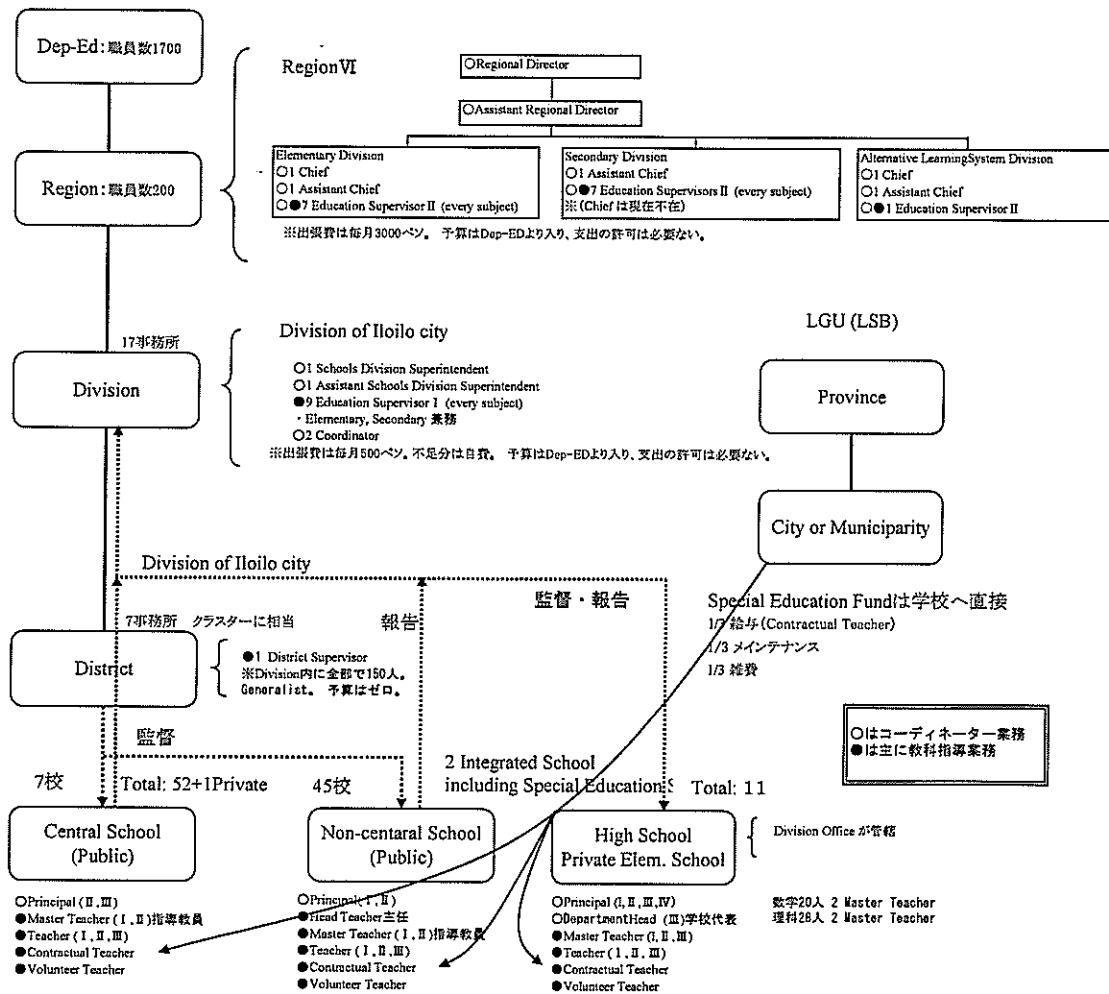 Dep-Ed：職員数1700
RegionⅥ
○Regional Director
○Assistant Regional Director
Region：職員数200
Elementary Division
○1 Chief
○1 Assistant Chief
○●7 Education Supervisor II (every subject)
Secondary Division
○1 Assistant Chief
○●7 Education Supervisors II (every subject)
※(Chief は現在不在)
Alternative LearningSystem Division
○1 Chief
○1 Assistant Chief
○●1 Education Supervisor II
※出張費は毎月3000ペソ。 予算はDep-EDより入り、支出の許可は必要ない。
17事務所
Division
Division of Iloilo city
○1 Schools Division Superintendent
○1 Assistant Schools Division Superintendent
●9 Education Supervisor I (every subject)
・Elementary, Secondary 兼務
○2 Coordinator
※出張費は毎月500ペソ。不足分は自費。 予算はDep-EDより入り、支出の許可は必要ない。
LGU (LSB)
Province
City or Municiparity
Division of Iloilo city
7事務所 クラスターに相当
報告
監督・報告
Special Education Fundは学校へ直接
1/3 給与(Contractual Teacher)
1/3 メインテナンス
1/3 雑費
District
●1 District Supervisor
※Division内に全部で150人。
Generalist。 予算はゼロ。
○はコーディネーター業務
●は主に教科指導業務
監督
7校
Total: 52+1Private
45校
2 Integrated School
including Special Education S
Total: 11
Central School
(Public)
Non-centaral School
(Public)
High School
Private Elem. School
Division Office が管轄
○Principal (Ⅱ,Ⅲ)
●Master Teacher (Ⅰ,Ⅱ)指導教員
●Teacher (Ⅰ,Ⅱ,Ⅲ)
●Contractual Teacher
●Volunteer Teacher
○Principal(Ⅰ,Ⅱ)
●Head Teacher主任
●Master Teacher (Ⅰ,Ⅱ)指導教員
●Teacher (Ⅰ,Ⅱ,Ⅲ)
●Contractual Teacher
●Volunteer Teacher
○Principal (Ⅰ,Ⅱ,Ⅲ,Ⅳ)
○DepartmentHead (Ⅲ)学校代表
●Master Teacher (Ⅰ,Ⅱ,Ⅲ)
●Teacher (Ⅰ,Ⅱ,Ⅲ)
●Contractual Teacher
●Volunteer Teacher
数学20人 2 Master Teacher
理科26人 2 Master Teacher